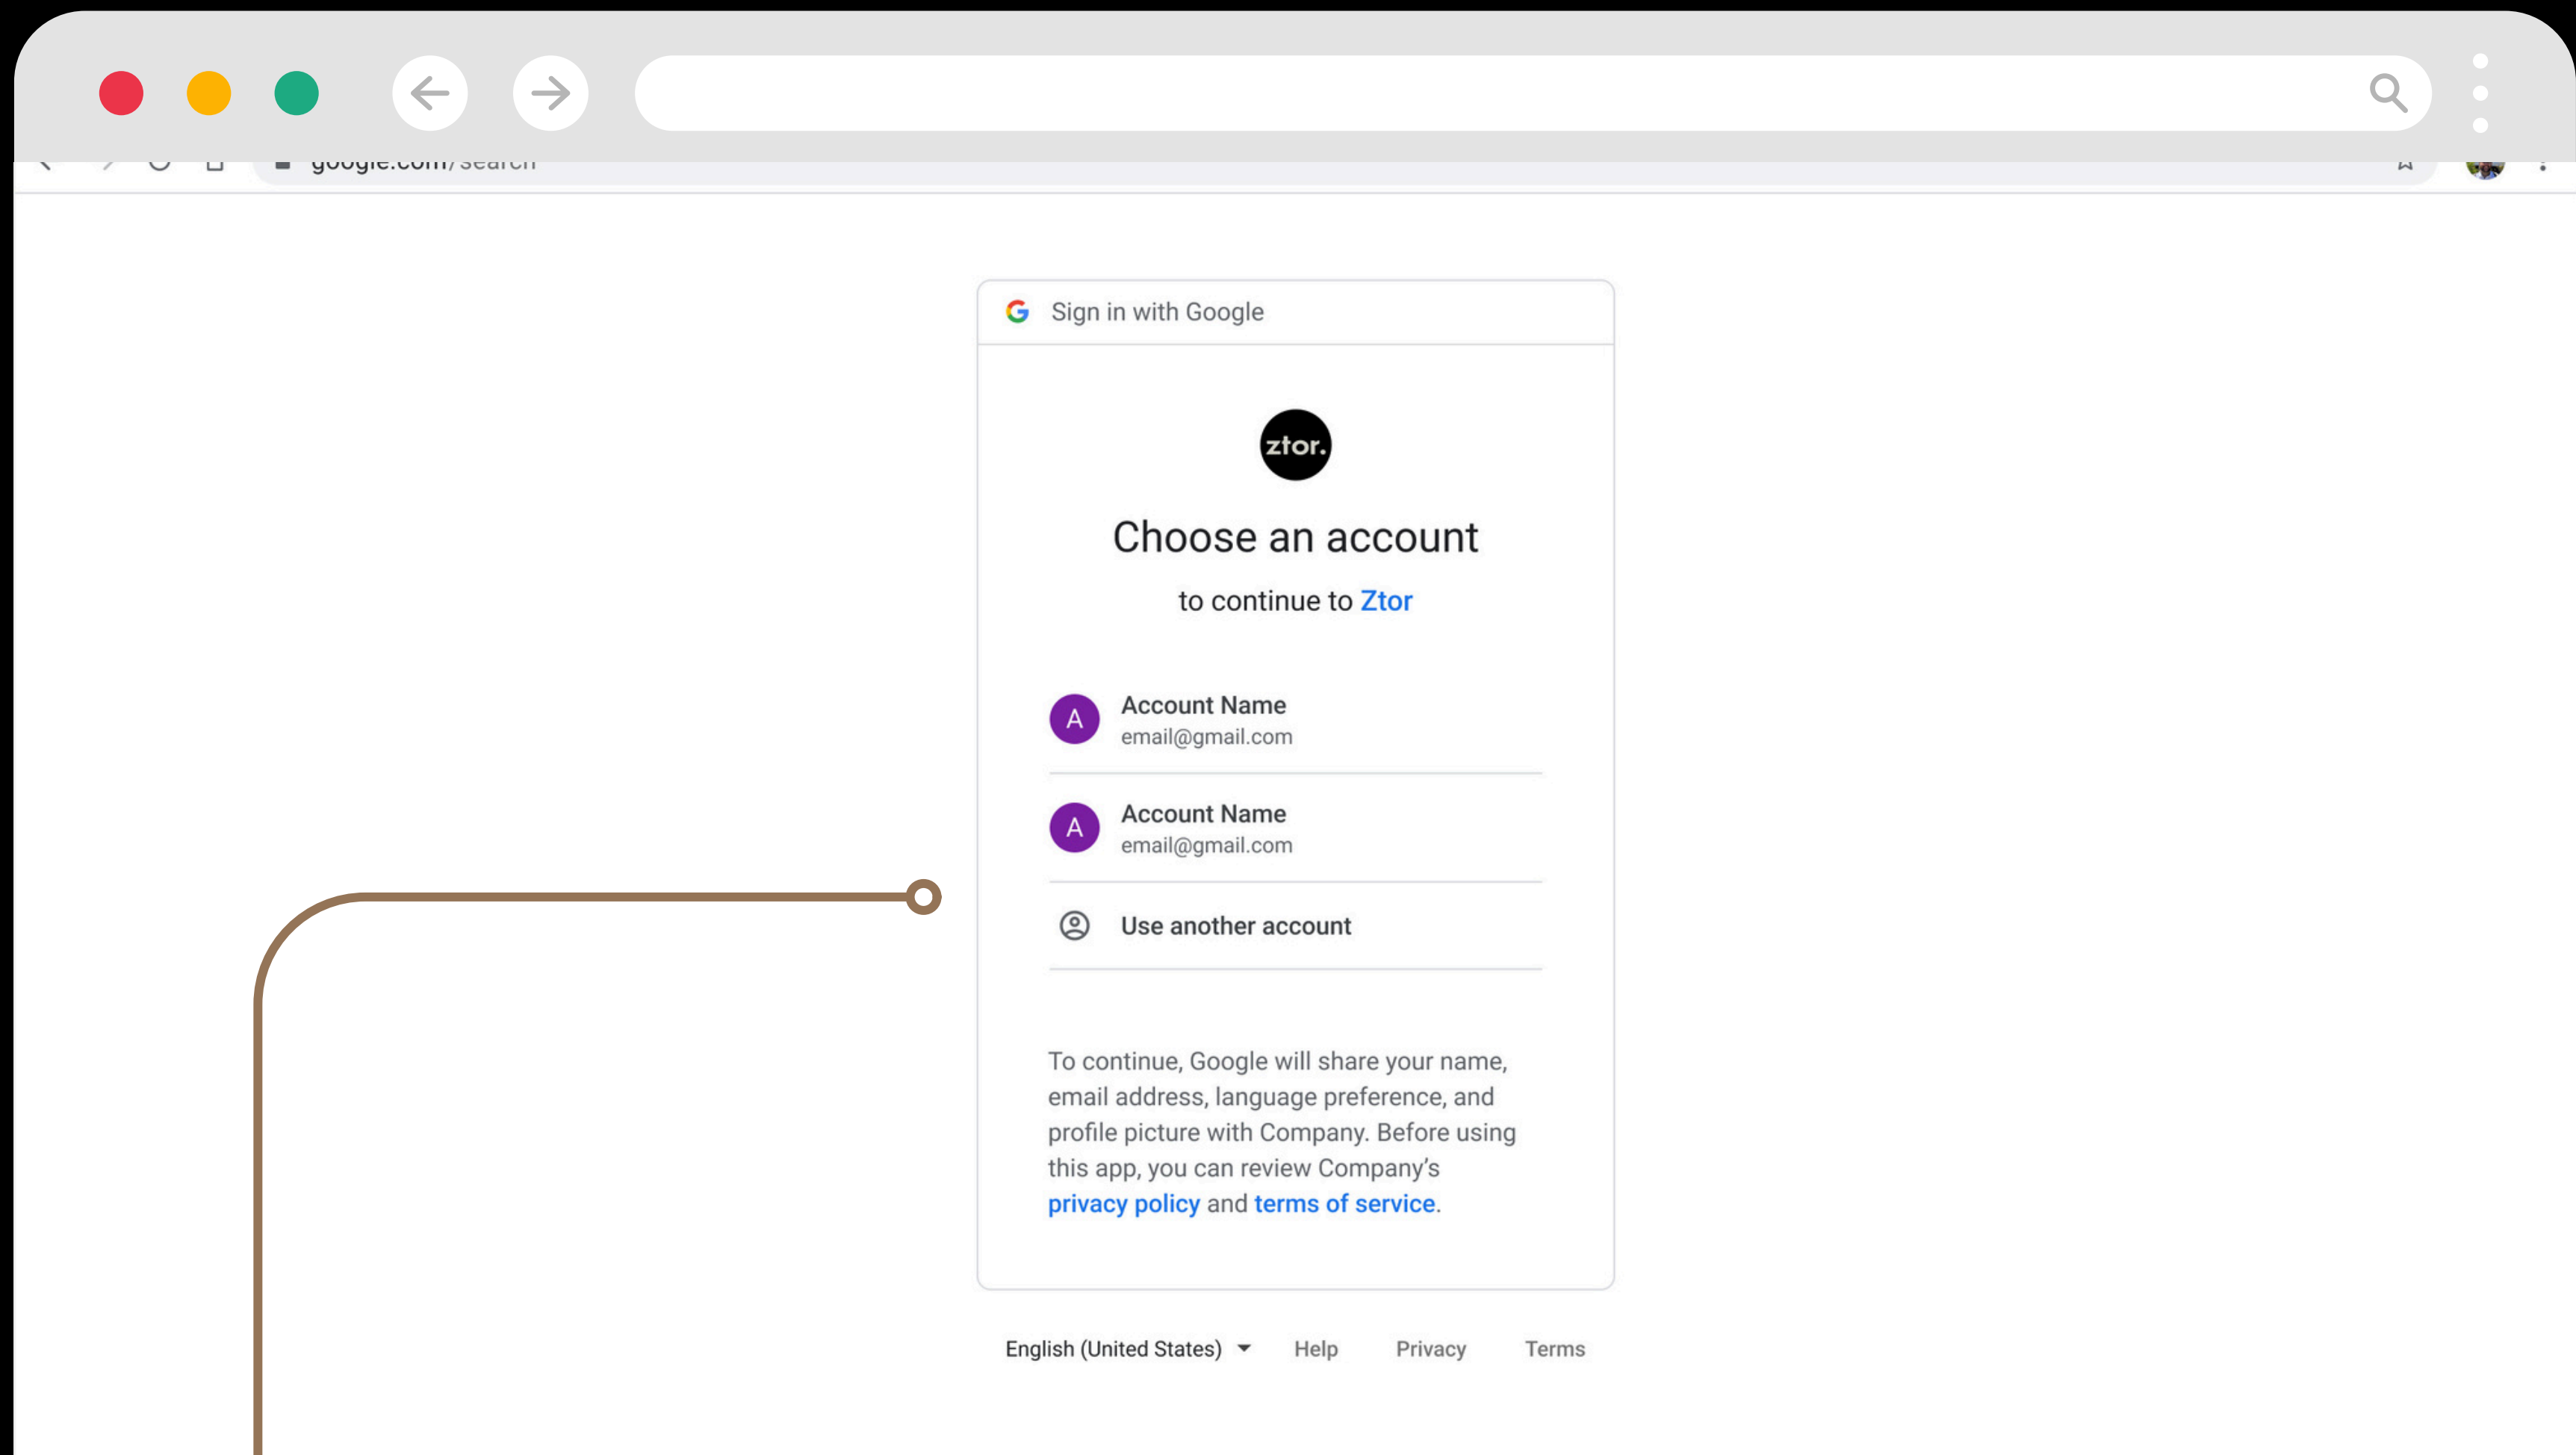 google.com/search
Sign in with Google
ztor.
Choose an account
to continue to Ztor
A
Account Name
email@gmail.com
A
Account Name
email@gmail.com
Use another account
To continue, Google will share your name,
email address, language preference, and
profile picture with Company. Before using
this app, you can review Company’s
privacy policy and terms of service.
English (United States) Help Privacy Terms